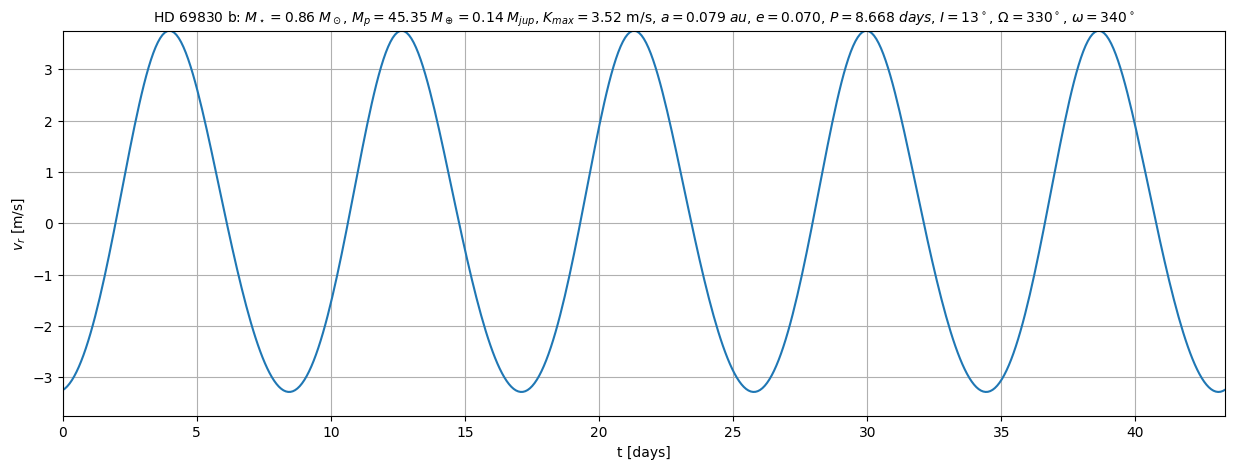 HD 69830 b: M⋆ = 0.86 M⊙, Mp = 45.35 M⊕ = 0.14 Mjup, Kmax = 3.52 m/s, a = 0.079 au, e = 0.070, P = 8.668 days, I = 13°, Ω = 330°, ω = 340°
3
2
1
0
−1
−2
−3
vr [m/s]
0 5 10 15 20 25 30 35 40
t [days]